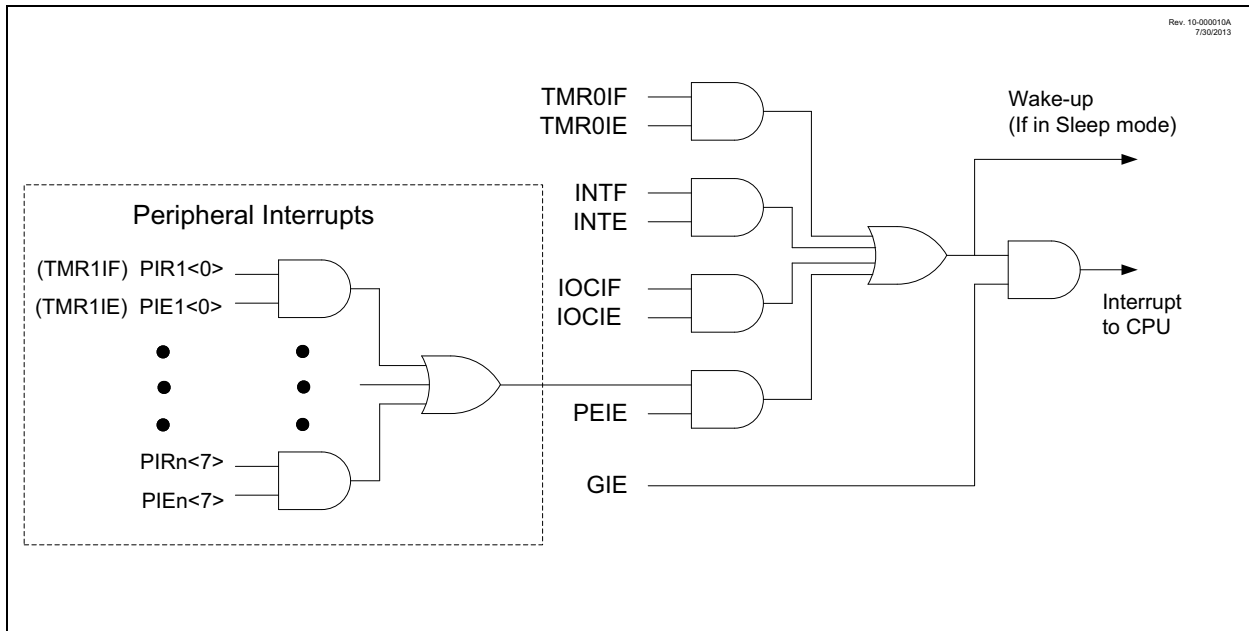 Rev. 10-000010A
7/30/2013
TMR0IF
TMR0IE
Wake-up
(If in Sleep mode)
INTF
INTE
Peripheral Interrupts
(TMR1IF) PIR1<0>
(TMR1IE) PIE1<0>
IOCIF
IOCIE
Interrupt
to CPU
PEIE
PIRn<7>
PIEn<7>
GIE